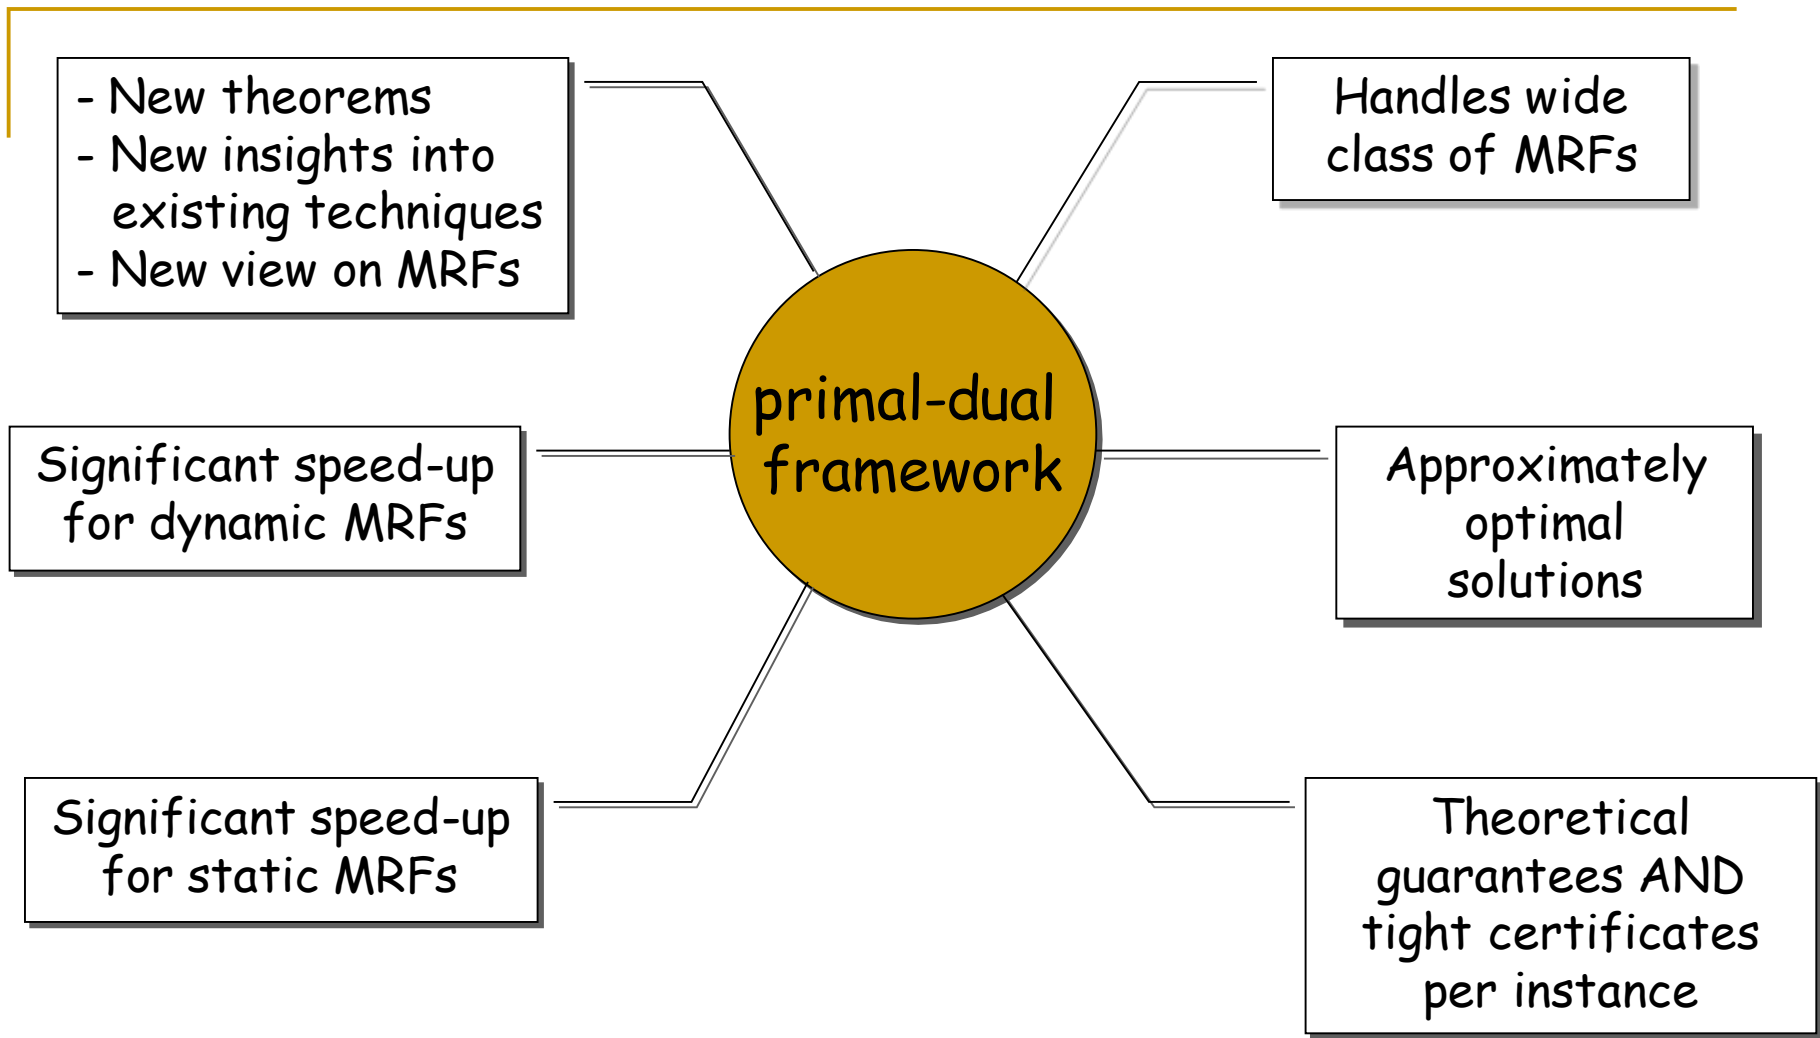 - New theorems
- New insights into
existing techniques
- New view on MRFs
Handles wide
class of MRFs
primal-dual
framework
Significant speed-up
for dynamic MRFs
Approximately
optimal
solutions
Significant speed-up
for static MRFs
Theoretical
guarantees AND
tight certificates
per instance